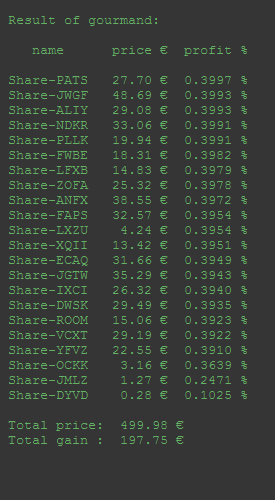 Result of gourmand:
name price € profit %
Share-PATS 27.70 € 0.3997 %
Share-JWGF 48.69 € 0.3993 %
Share-ALIY 29.08 € 0.3993 %
Share-NDKR 33.06 € 0.3991 %
Share-PLLK 19.94 € 0.3991 %
Share-FWBE 18.31 € 0.3982 %
Share-LFXB 14.83 € 0.3979 %
Share-ZOFA 25.32 € 0.3978 %
Share-ANFX 38.55 € 0.3972 %
Share-FAPS 32.57 € 0.3954 %
Share-LXZU 4.24 € 0.3954 %
Share-XQII 13.42 € 0.3951 %
Share-ECAQ 31.66 € 0.3949 %
Share-JGTW 35.29 € 0.3943 %
Share-IXCI 26.32 € 0.3940 %
Share-DWSK 29.49 € 0.3935 %
Share-ROOM 15.06 € 0.3923 %
Share-VCXT 29.19 € 0.3922 %
Share-YFVZ 22.55 € 0.3910 %
Share-OCKK 3.16 € 0.3639 %
Share-JMLZ 1.27 € 0.2471 %
Share-DYVD 0.28 € 0.1025 %
Total price: 499.98 €
Total gain : 197.75 €